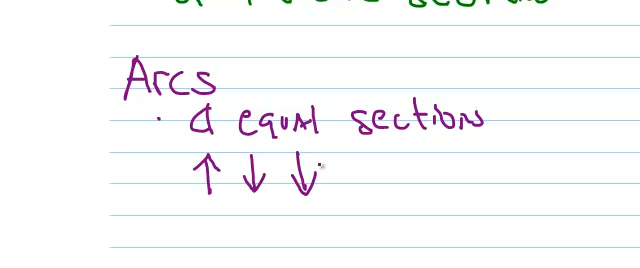 Arcs
· 4 equal sections
↑ ↓ ↓